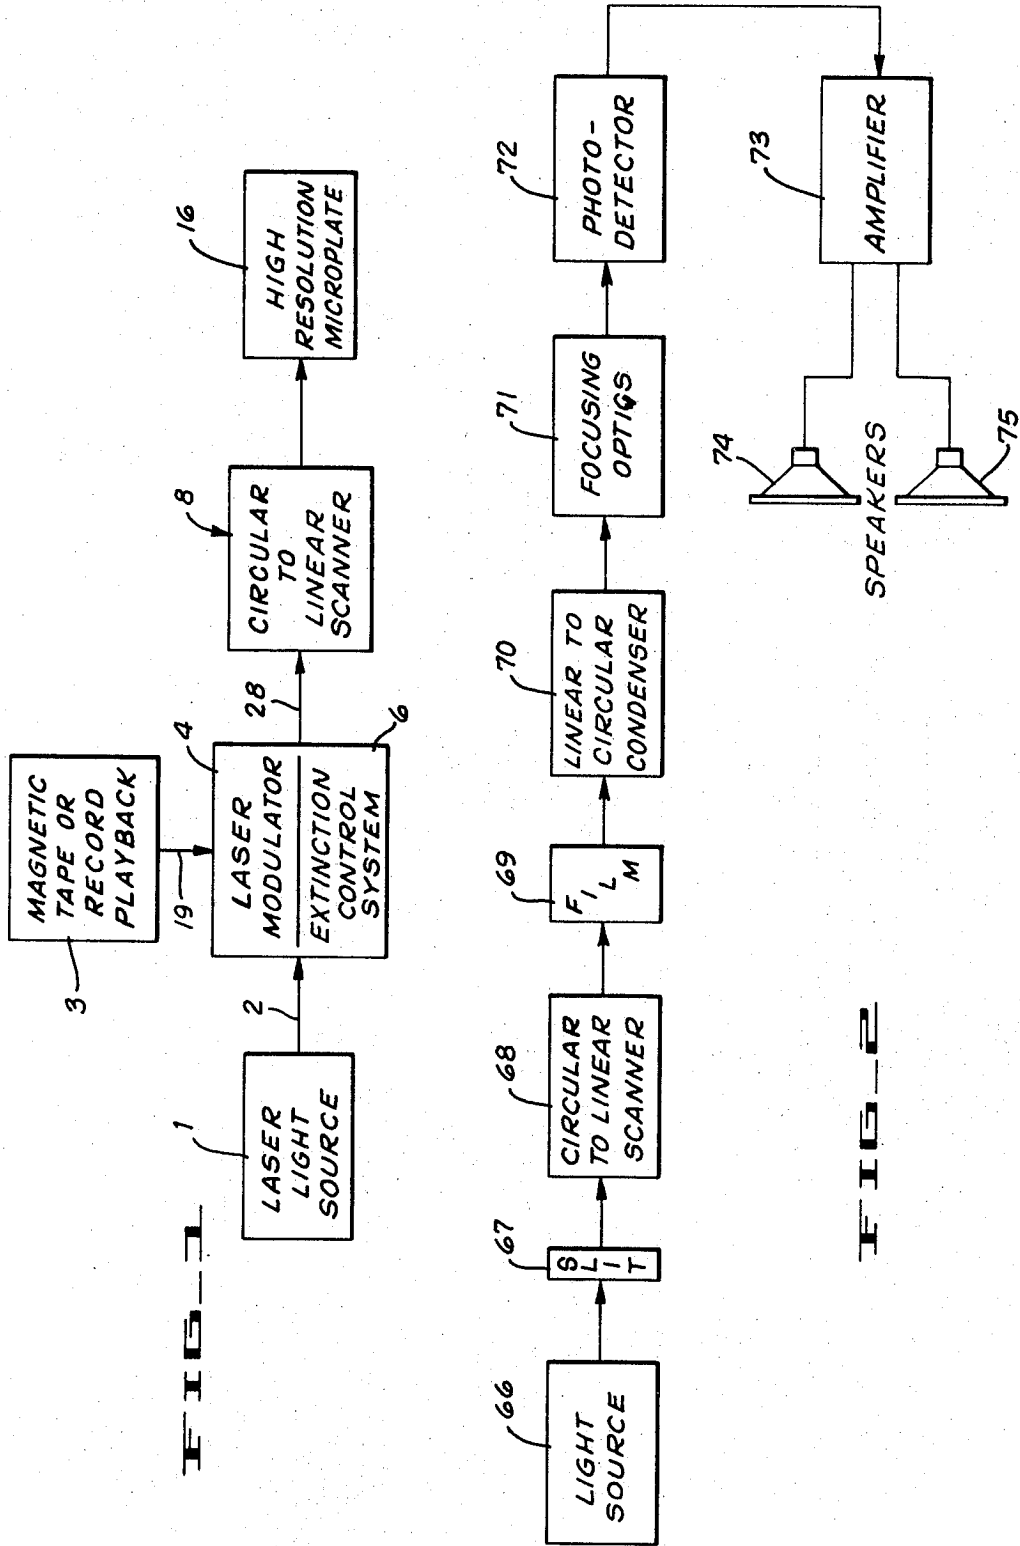 FIG_1
1
LASER
LIGHT
SOURCE
2
3
MAGNETIC
TAPE OR
RECORD
PLAYBACK
19
4
LASER
MODULATOR
EXTINCTION
CONTROL
SYSTEM
6
28
8
CIRCULAR
TO
LINEAR
SCANNER
16
HIGH
RESOLUTION
MICROPLATE
66
LIGHT
SOURCE
67
SLIT
68
CIRCULAR
TO LINEAR
SCANNER
69
FILM
70
LINEAR TO
CIRCULAR
CONDENSER
71
FOCUSING
OPTICS
72
PHOTO-
DETECTOR
73
AMPLIFIER
74
SPEAKERS
75
FIG_2